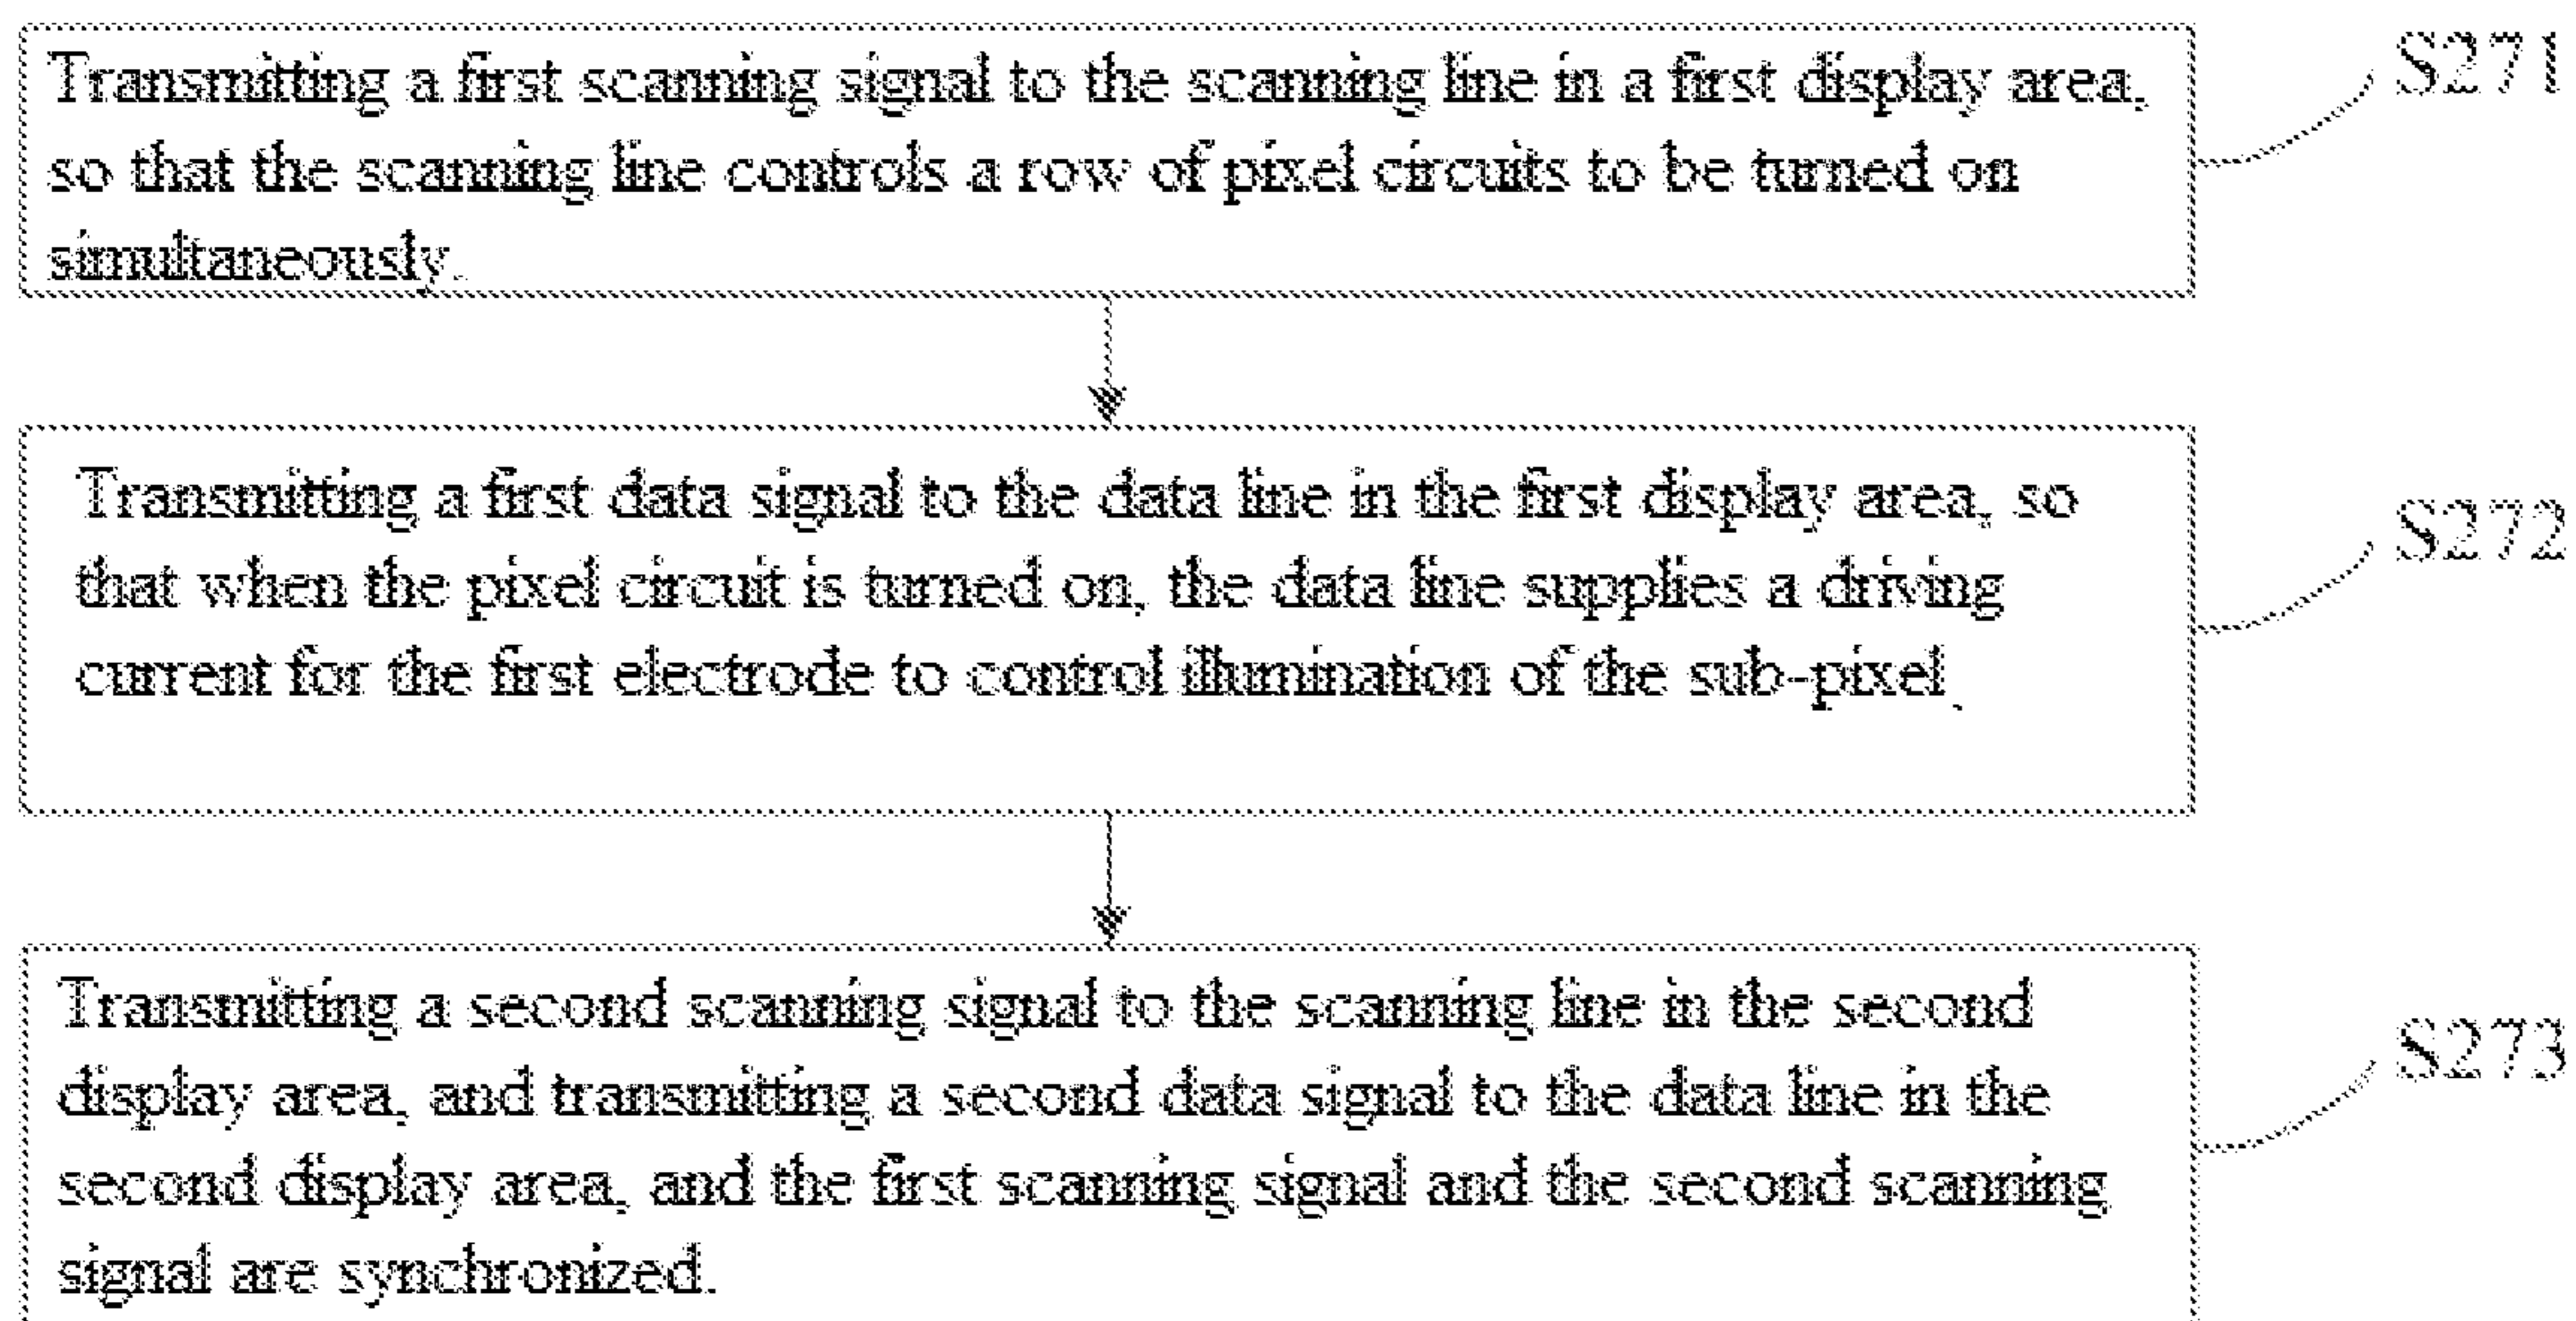 Transmitting a first scanning signal to the scanning line in a first display area,
so that the scanning line controls a row of pixel circuits to be turned on
simultaneously.
S271
Transmitting a first data signal to the data line in the first display area, so
that when the pixel circuit is turned on, the data line supplies a driving
current for the first electrode to control illumination of the sub-pixel.
S272
Transmitting a second scanning signal to the scanning line in the second
display area, and transmitting a second data signal to the data line in the
second display area, and the first scanning signal and the second scanning
signal are synchronized.
S273